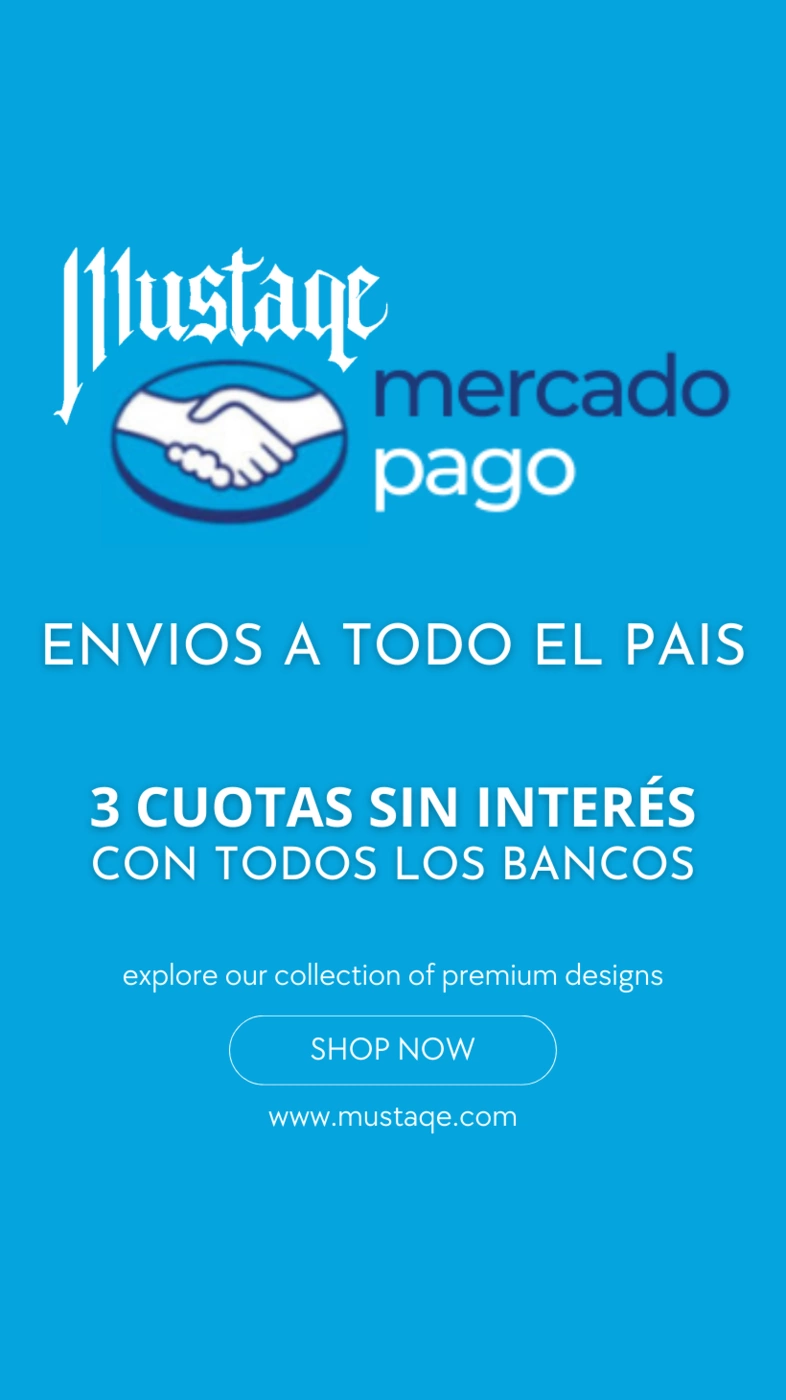 Mustaqe
mercado
pago
ENVIOS A TODO EL PAIS
3 CUOTAS SIN INTERÉS
CON TODOS LOS BANCOS
explore our collection of premium designs
SHOP NOW
www.mustaqe.com